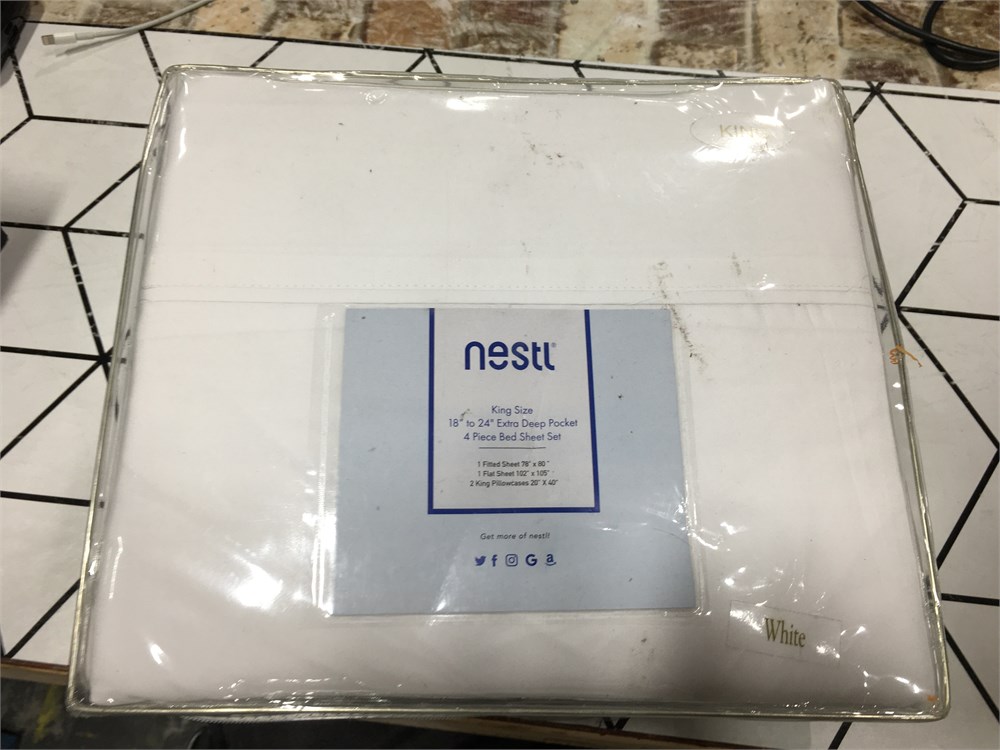 KING
nestl®
King Size
18" to 24" Extra Deep Pocket
4 Piece Bed Sheet Set
1 Fitted Sheet 78" x 80"
1 Flat Sheet 102" x 105"
2 King Pillowcases 20" X 40"
Get more of nestl!
White